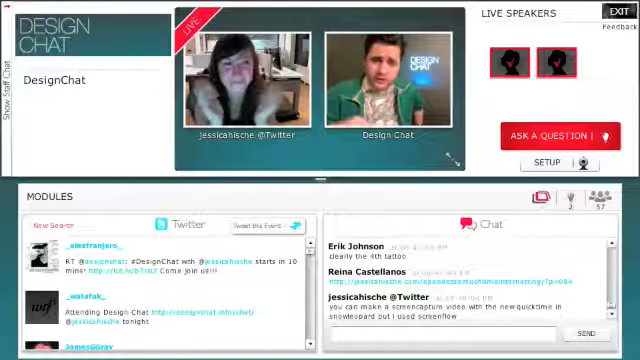 DESIGN
CHAT
DesignChat
Show Staff Chat
LIVE
DESIGN
CHAT
jessicahische @Twitter
Design Chat
LIVE SPEAKERS
EXIT
Feedback
ASK A QUESTION |
SETUP |
MODULES
2
57
New Search
Twitter
Tweet the Event
RT @designchat: #DesignChat with @jessicahische starts in 10
Come join us!!!
_watafak_
Attending Design Chat
@jessicahische tonight
JamesGGray
Chat
Erik Johnson
clearly the 4th tattoo
Reina Castellanos
jessicahische @Twitter
you can make a screencapture video with the new quicktime in
snowleopard but i used screenflow
SEND